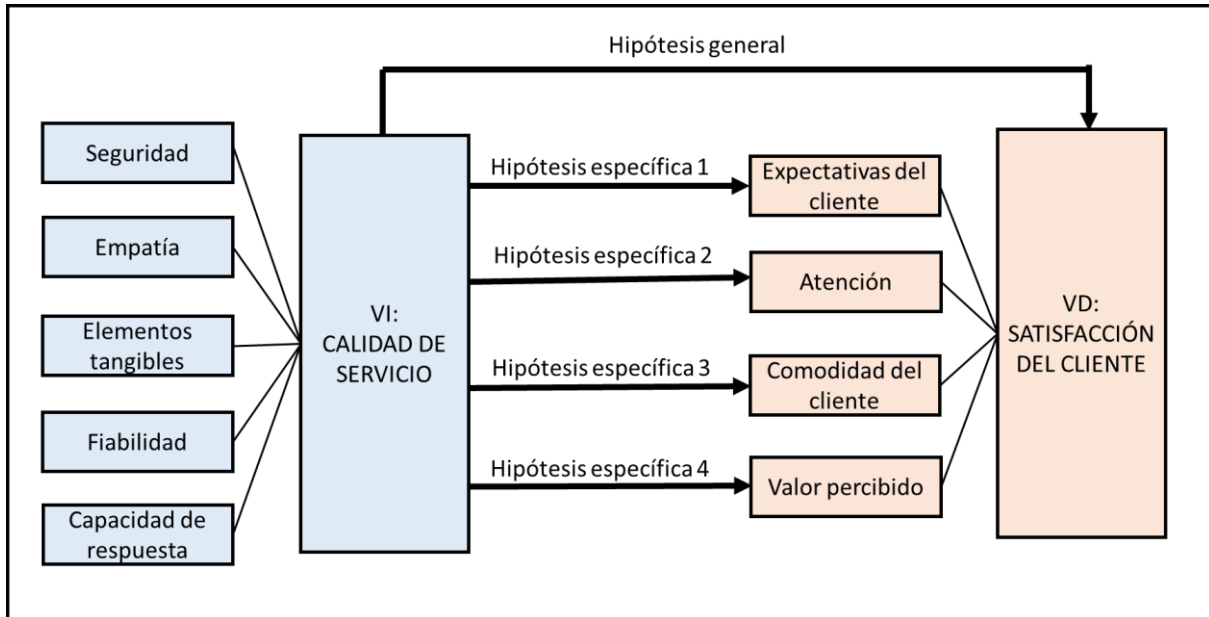 Hipótesis general
Seguridad
Empatía
Elementos
tangibles
Fiabilidad
Capacidad de
respuesta
VI:
CALIDAD DE
SERVICIO
Hipótesis específica 1
Hipótesis específica 2
Hipótesis específica 3
Hipótesis específica 4
Expectativas del
cliente
Atención
Comodidad del
cliente
Valor percibido
VD:
SATISFACCIÓN
DEL CLIENTE